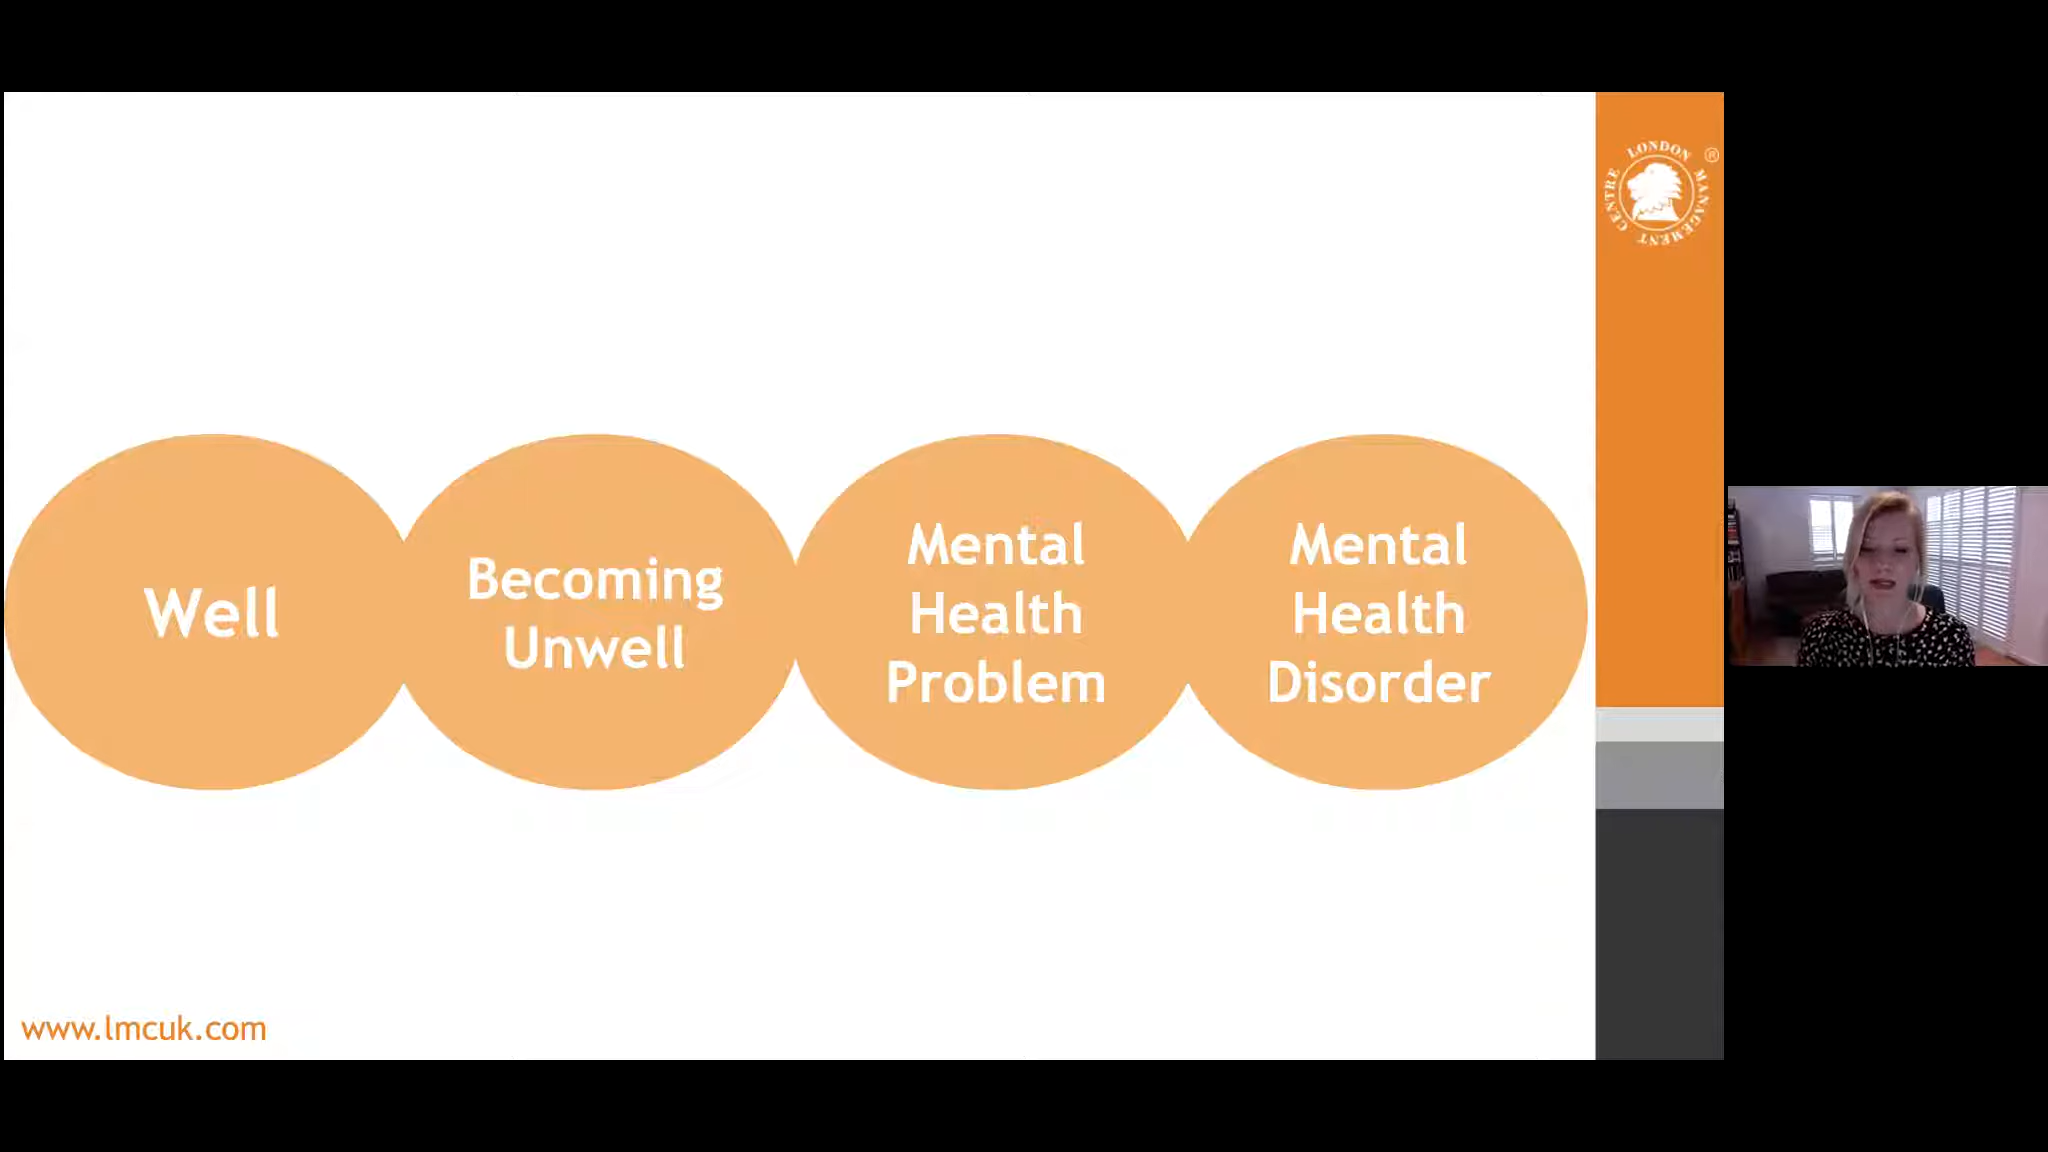 LONDON MANAGEMENT CENTRE ®
Well
Becoming
Unwell
Mental
Health
Problem
Mental
Health
Disorder
www.lmcuk.com